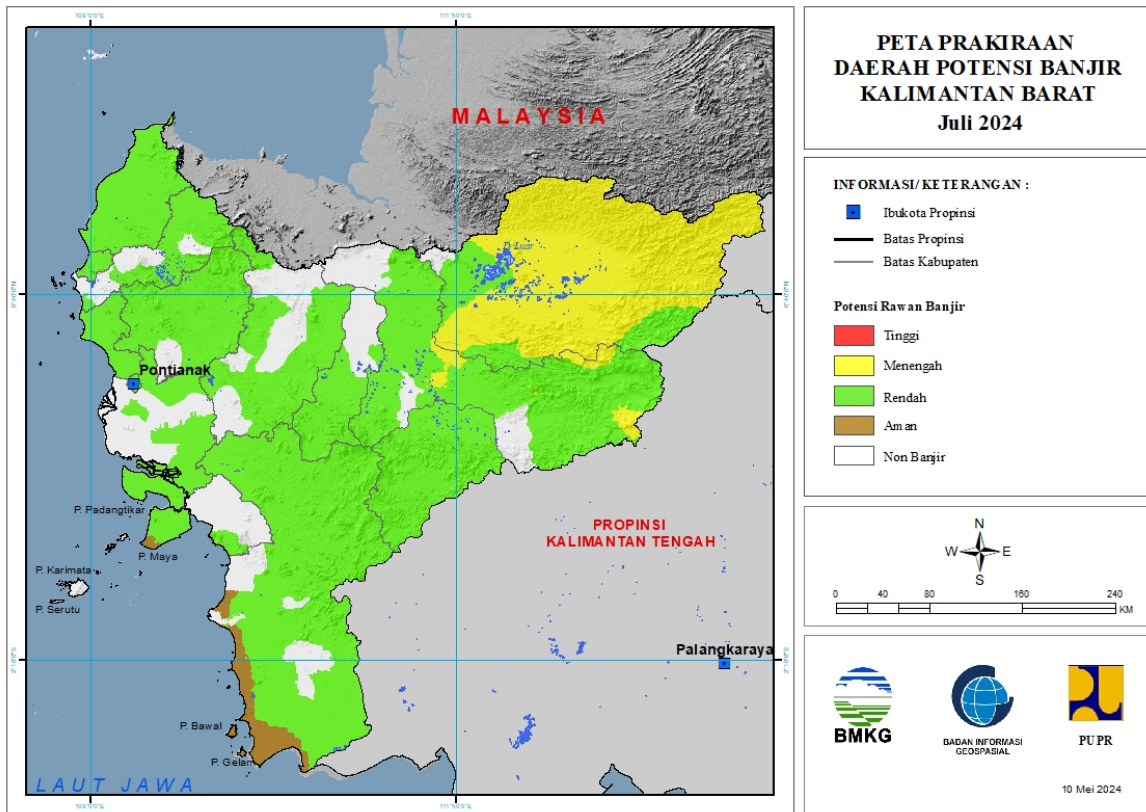 PETA PRAKIRAAN
DAERAH POTENSI BANJIR
KALIMANTAN BARAT
Juli 2024
INFORMASI/ KETERANGAN :
Ibukota Propinsi
Batas Propinsi
Batas Kabupaten
Potensi Rawan Banjir
Tinggi
Menengah
Rendah
Aman
Non Banjir
N
W E
S
0 40 80 160 240
KM
BMKG
BADAN INFORMASI
GEOSPASIAL
PUPR
10 Mei 2024
MALAYSIA
D. Luar
Pontianak
P. Padangtikar
P. Maya
P. Karimata
P. Serutu
PROPINSI
KALIMANTAN TENGAH
Palangkaraya
P. Bawal
P. Gelam
LAUT JAWA